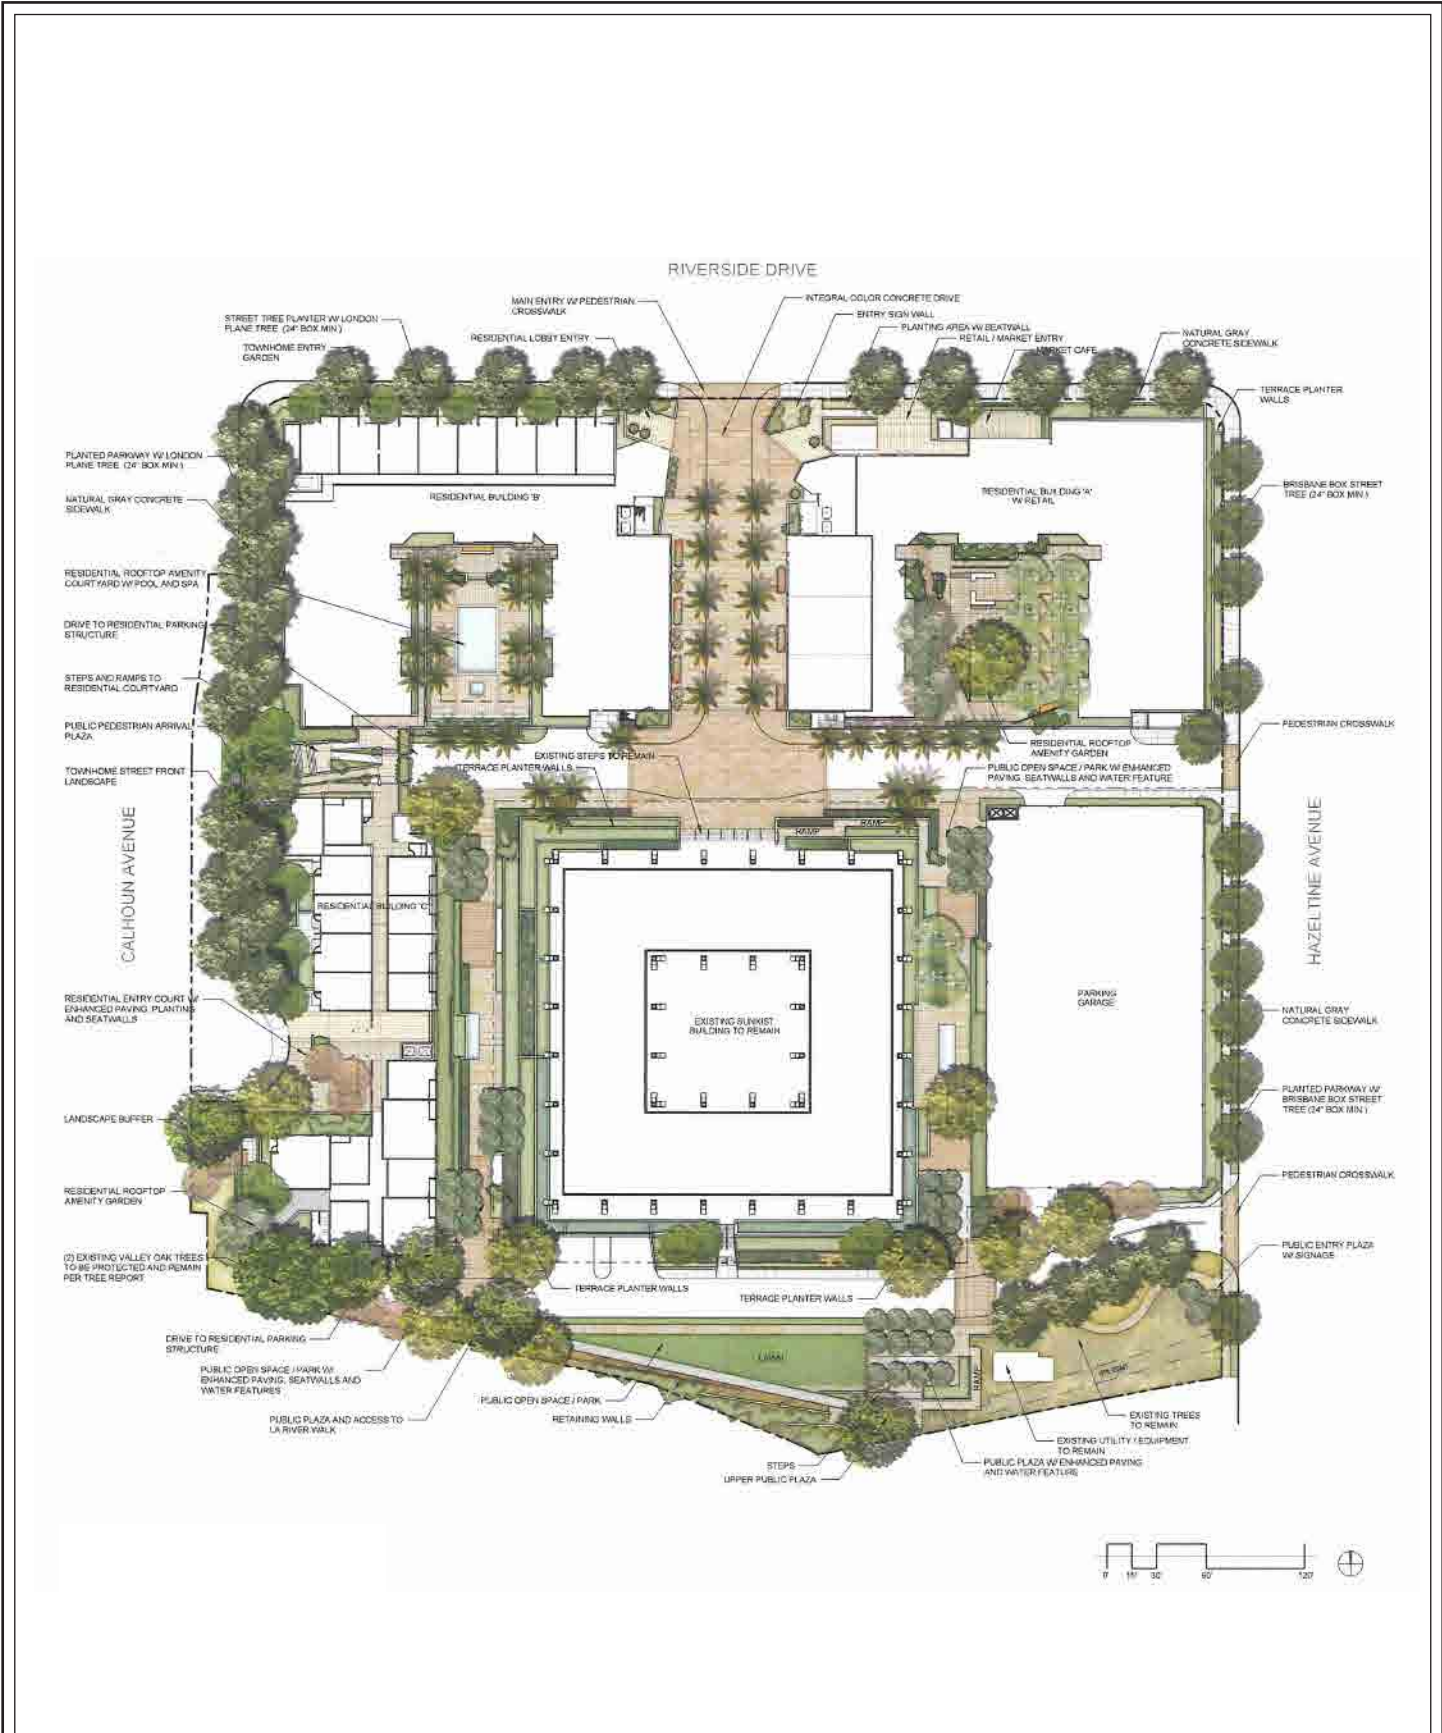 RIVERSIDE DRIVE
MAIN ENTRY W/ PEDESTRIAN
CROSSWALK
INTEGRAL COLOR CONCRETE DRIVE
STREET TREE PLANTER W/ LONDON
PLANE TREE (24" BOX MIN.)
ENTRY SIGN WALL
PLANTING AREA W/ SEATWALL
RESIDENTIAL LOBBY ENTRY
RETAIL / MARKET ENTRY
NATURAL GRAY
CONCRETE SIDEWALK
TOWNHOME ENTRY
GARDEN
MARKET CAFE
TERRACE PLANTER
WALLS
PLANTED PARKWAY W/ LONDON
PLANE TREE (24" BOX MIN.)
NATURAL GRAY CONCRETE
SIDEWALK
RESIDENTIAL BUILDING 'B'
RESIDENTIAL BUILDING 'A'
W/ RETAIL
BRISBANE BOX STREET
TREE (24" BOX MIN.)
RESIDENTIAL ROOFTOP AMENITY
COURTYARD W/ POOL AND SPA
DRIVE TO RESIDENTIAL PARKING
STRUCTURE
STEPS AND RAMPS TO
RESIDENTIAL COURTYARD
PUBLIC PEDESTRIAN ARRIVAL
PLAZA
TOWNHOME STREET FRONT
LANDSCAPE
EXISTING STEPS TO REMAIN
TERRACE PLANTER WALLS
RESIDENTIAL ROOFTOP
AMENITY GARDEN
PUBLIC OPEN SPACE / PARK W/ ENHANCED
PAVING, SEATWALLS AND WATER FEATURE
PEDESTRIAN CROSSWALK
RAMP
RAMP
CALHOUN AVENUE
HAZELTINE AVENUE
RESIDENTIAL BUILDING 'C'
RESIDENTIAL ENTRY COURT W/
ENHANCED PAVING, PLANTING
AND SEATWALLS
EXISTING SUNKIST
BUILDING TO REMAIN
PARKING
GARAGE
NATURAL GRAY
CONCRETE SIDEWALK
LANDSCAPE BUFFER
PLANTED PARKWAY W/
BRISBANE BOX STREET
TREE (24" BOX MIN.)
RESIDENTIAL ROOFTOP
AMENITY GARDEN
PEDESTRIAN CROSSWALK
(2) EXISTING VALLEY OAK TREES
TO BE PROTECTED AND REMAIN
PER TREE REPORT
PUBLIC ENTRY PLAZA
W/ SIGNAGE
TERRACE PLANTER WALLS
TERRACE PLANTER WALLS
DRIVE TO RESIDENTIAL PARKING
STRUCTURE
PUBLIC OPEN SPACE / PARK W/
ENHANCED PAVING, SEATWALLS AND
WATER FEATURES
LAWN
RAMP
PUBLIC OPEN SPACE / PARK
PUBLIC PLAZA AND ACCESS TO
LA RIVER WALK
RETAINING WALLS
EXISTING TREES
TO REMAIN
EXISTING UTILITY / EQUIPMENT
TO REMAIN
STEPS
UPPER PUBLIC PLAZA
PUBLIC PLAZA W/ ENHANCED PAVING
AND WATER FEATURE
0' 15' 30' 60' 120'